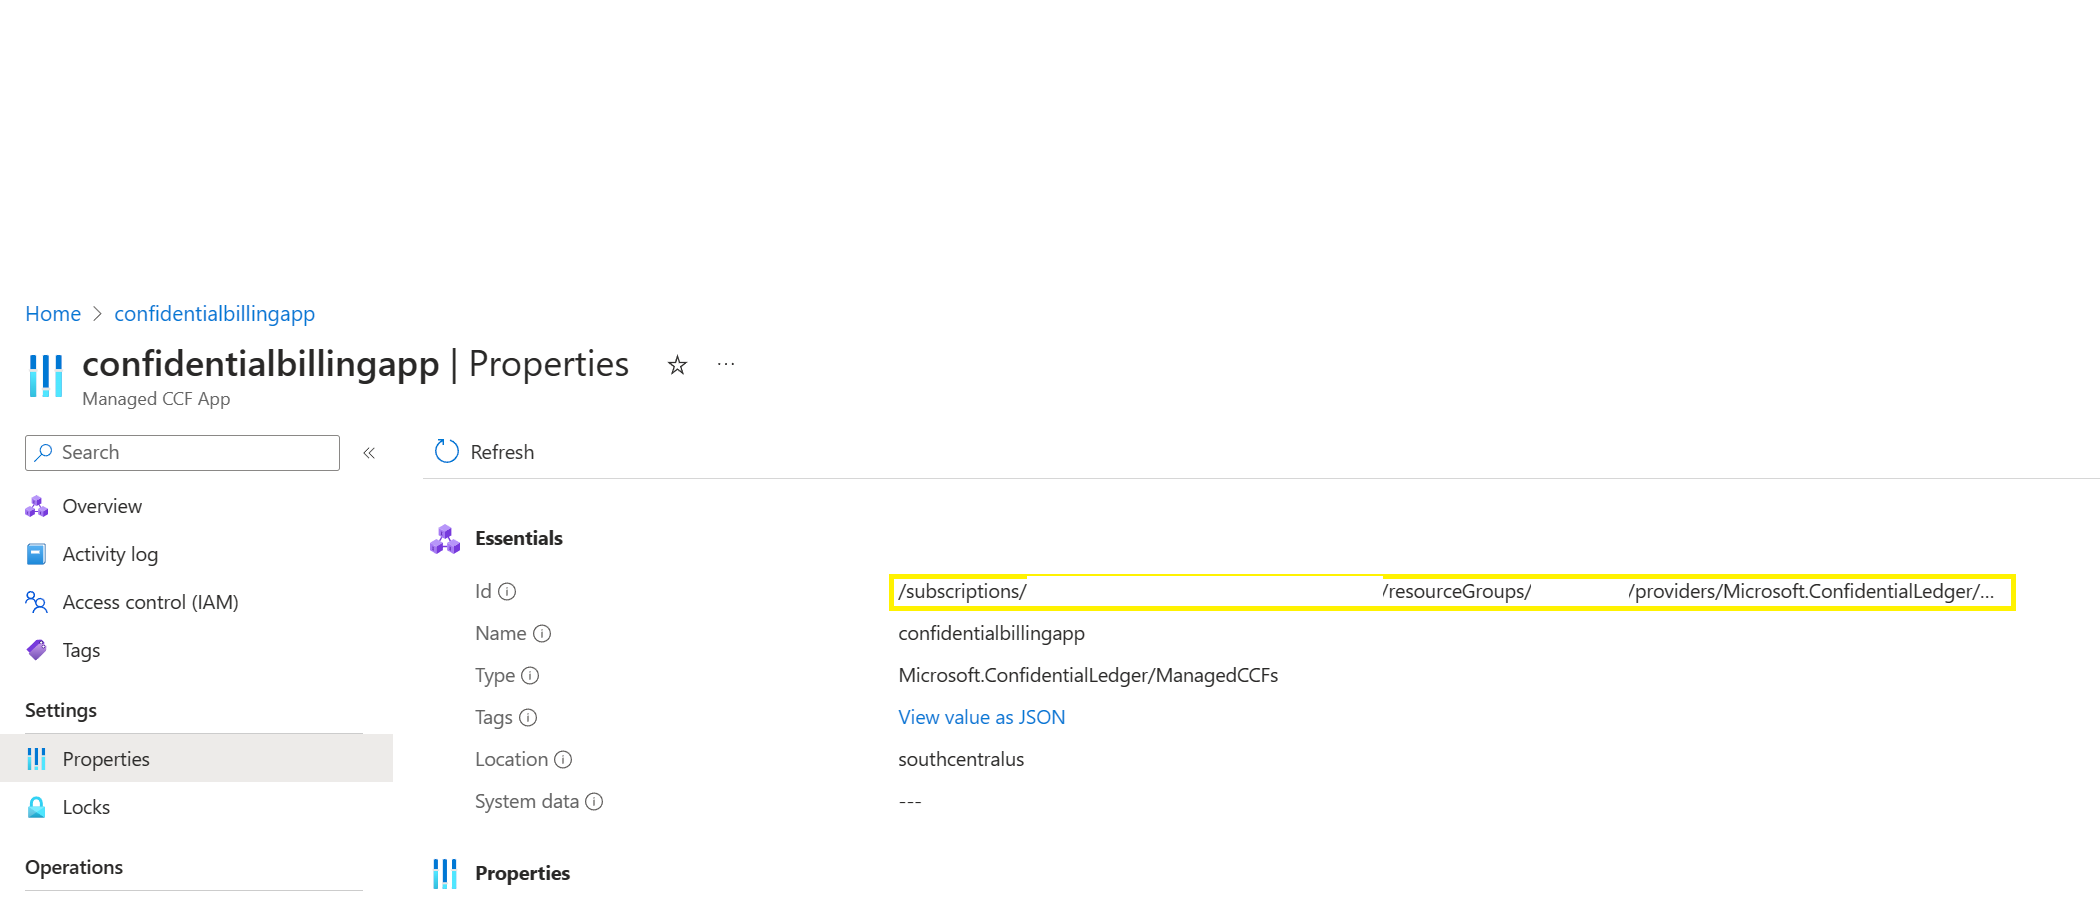 Home > confidentialbillingapp
confidentialbillingapp | Properties
Managed CCF App
Search
Overview
Activity log
Access control (IAM)
Tags
Settings
Properties
Locks
Operations
Refresh
Essentials
Id /subscriptions/ /resourceGroups/ /providers/Microsoft.ConfidentialLedger/...
Name confidentialbillingapp
Type Microsoft.ConfidentialLedger/ManagedCCFs
Tags View value as JSON
Location southcentralus
System data ---
Properties